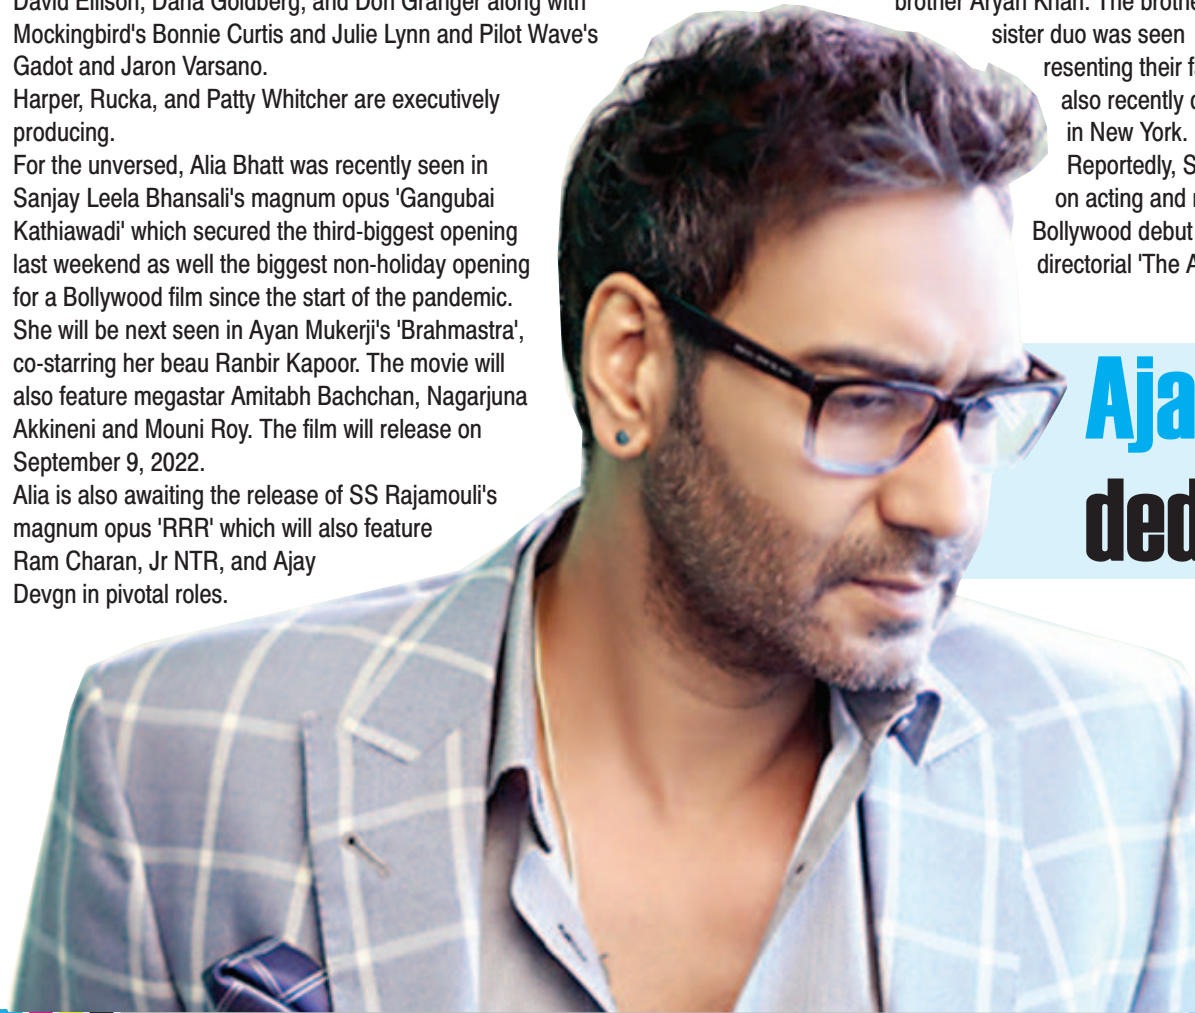 David Ellison, Dana Goldberg, and Don Granger along with
Mockingbird's Bonnie Curtis and Julie Lynn and Pilot Wave's
Gadot and Jaron Varsano.
Harper, Rucka, and Patty Whitcher are executively
producing.
For the unversed, Alia Bhatt was recently seen in
Sanjay Leela Bhansali's magnum opus 'Gangubai
Kathiawadi' which secured the third-biggest opening
last weekend as well the biggest non-holiday opening
for a Bollywood film since the start of the pandemic.
She will be next seen in Ayan Mukerji's 'Brahmastra',
co-starring her beau Ranbir Kapoor. The movie will
also feature megastar Amitabh Bachchan, Nagarjuna
Akkineni and Mouni Roy. The film will release on
September 9, 2022.
Alia is also awaiting the release of SS Rajamouli's
magnum opus 'RRR' which will also feature
Ram Charan, Jr NTR, and Ajay
Devgn in pivotal roles.
brother Aryan Khan. The brothe
sister duo was seen
resenting their fa
also recently
in New York.
Reportedly, S
on acting and
Bollywood debut
directorial 'The A
Aja
ded